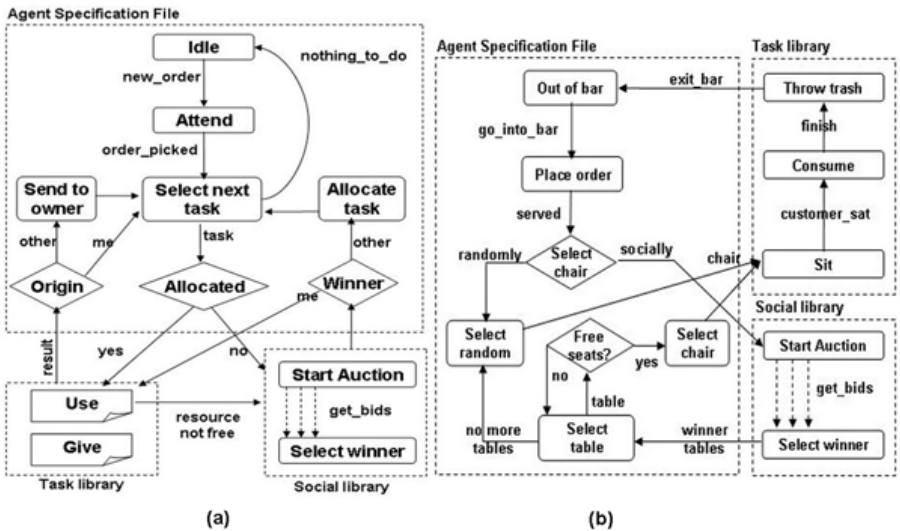 Agent Specification File
Idle
nothing_to_do
new_order
Attend
order_picked
Send to
owner
Select next
task
Allocate
task
other
me
task
other
Origin
Allocated
me
Winner
result
yes
no
Use
resource
not free
Give
Task library
Start Auction
get_bids
Select winner
Social library
(a)
Agent Specification File
Task library
Out of bar
exit_bar
Throw trash
go_into_bar
finish
Place order
Consume
served
customer_sat
randomly
Select
chair
socially
chair
Sit
Social library
Select
random
Free
seats?
yes
Select
chair
Start Auction
no
table
get_bids
no more
tables
Select
table
winner
tables
Select winner
(b)